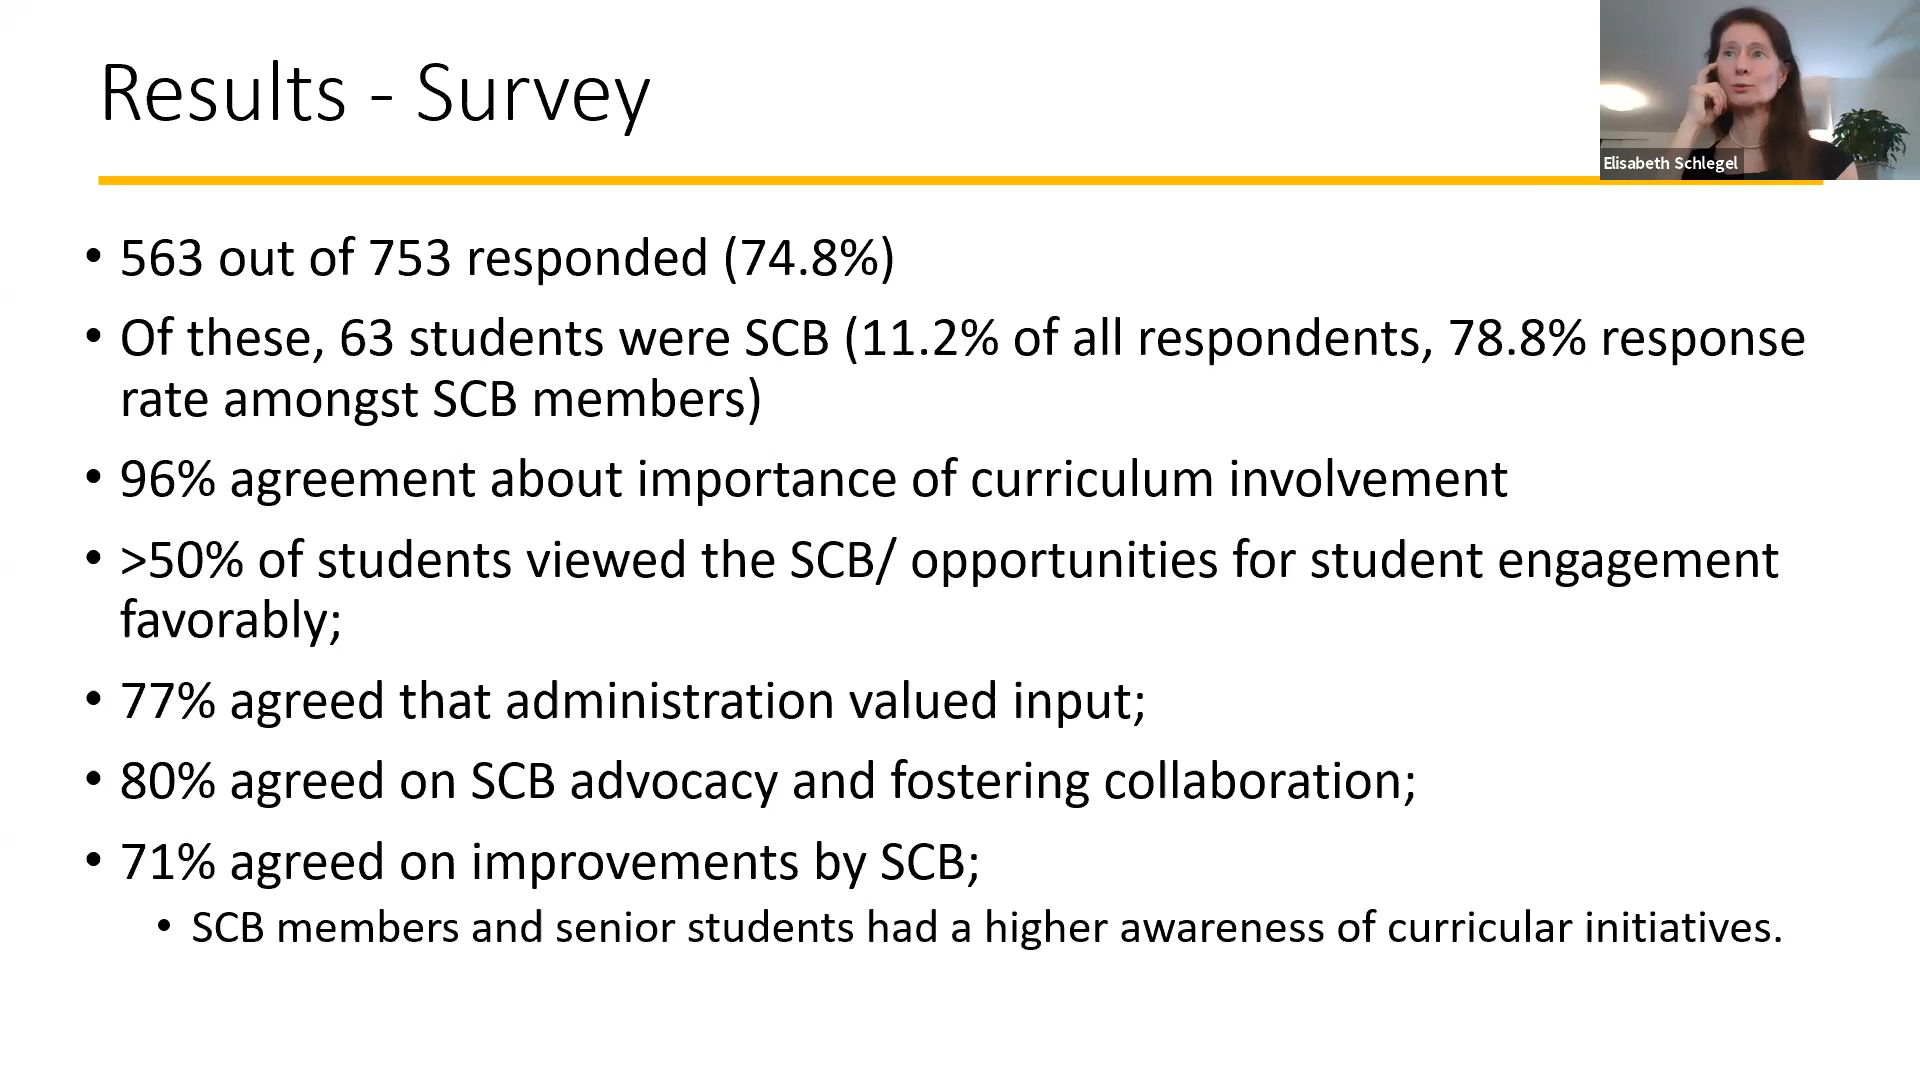 Results - Survey
Elisabeth Schlegel
• 563 out of 753 responded (74.8%)
• Of these, 63 students were SCB (11.2% of all respondents, 78.8% response
rate amongst SCB members)
• 96% agreement about importance of curriculum involvement
• >50% of students viewed the SCB/ opportunities for student engagement
favorably;
• 77% agreed that administration valued input;
• 80% agreed on SCB advocacy and fostering collaboration;
• 71% agreed on improvements by SCB;
• SCB members and senior students had a higher awareness of curricular initiatives.